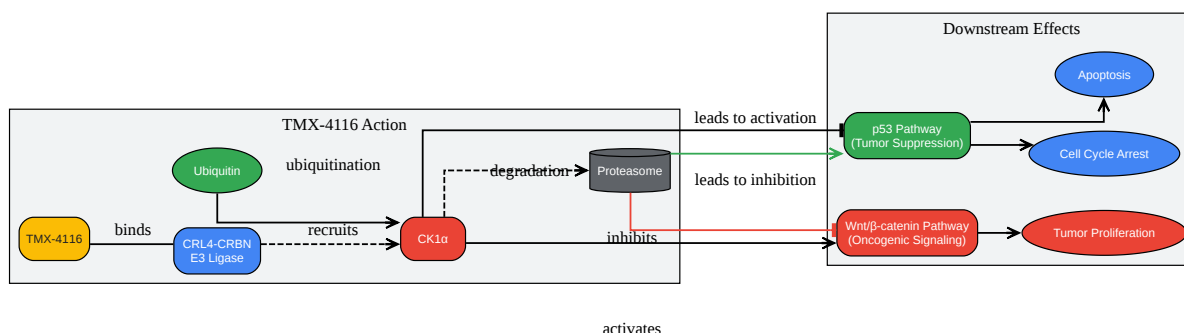 Downstream Effects
Apoptosis
TMX-4116 Action
leads to activation
p53 Pathway
(Tumor Suppression)
Cell Cycle Arrest
ubiquitination
Ubiquitin
degradation
Proteasome
leads to inhibition
TMX-4116
binds
CRL4-CRBN
E3 Ligase
recruits
CK1α
inhibits
Wnt/β-catenin Pathway
(Oncogenic Signaling)
Tumor Proliferation
activates